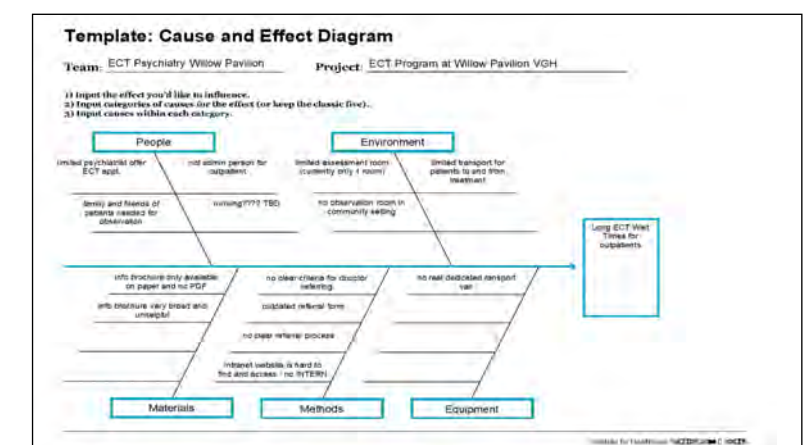 Template: Cause and Effect Diagram
Team: ECT Psychiatry Willow Pavilion
Project: ECT Program at Willow Pavilion VGH
1) Input the effect you'd like to influence.
2) Input categories of causes for the effect (or keep the classic five).
3) Input causes within each category.
People
Environment
limited psychiatrist offer
ECT appt.
not admin person for
outpatient
limited assessment room
(currently only 1 room)
limited transport for
patients to and from
treatment
family and friends of
patients needed for
observation
nursing???? TBD
no observation room in
community setting
Long ECT Wait
Times for
outpatients
info brochure only available
on paper and no PDF
no clear criteria for doctor
referring
no real dedicated transport
van
info brochure very broad and
unhelpful
outdated referral form
no clear referral process
intranet website is hard to
find and access - no INTERN
Materials
Methods
Equipment
Institute for Healthcare